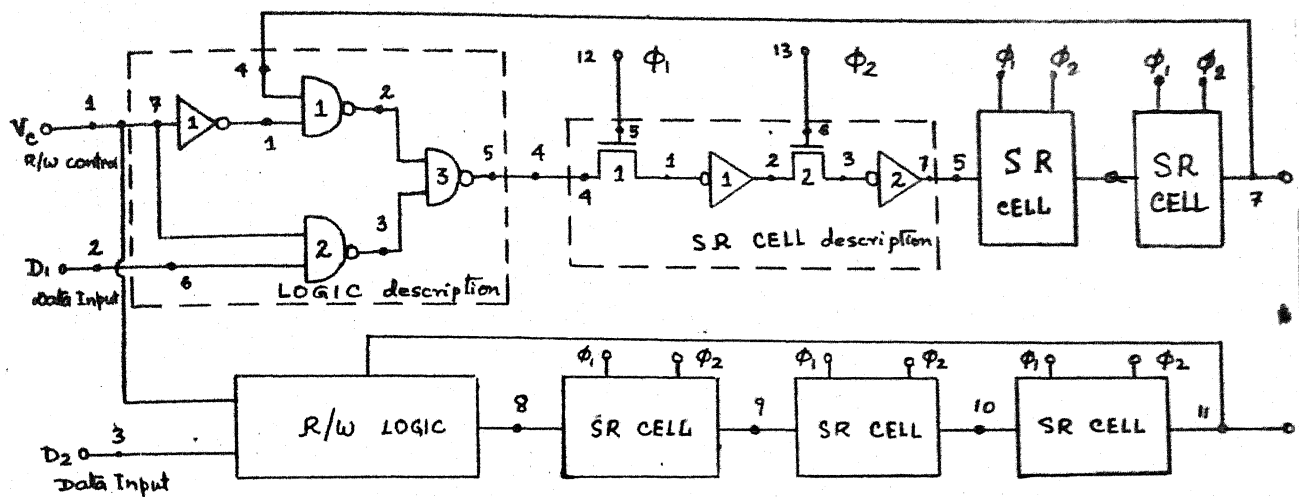 12 ϕ1 13 ϕ2 ϕ1 ϕ2 ϕ1 ϕ2
4 1 2
1 7 1 1 5 6
Vc R/W control
3 5 4 4 1 1 2 2 3 2 7 5
SR CELL
SR CELL
7
2 3
D1 2 6
Data Input
LOGIC description
SR CELL description
ϕ1 ϕ2 ϕ1 ϕ2 ϕ1 ϕ2
R/W LOGIC 8 SR CELL 9 SR CELL 10 SR CELL 11
D2 3
Data Input